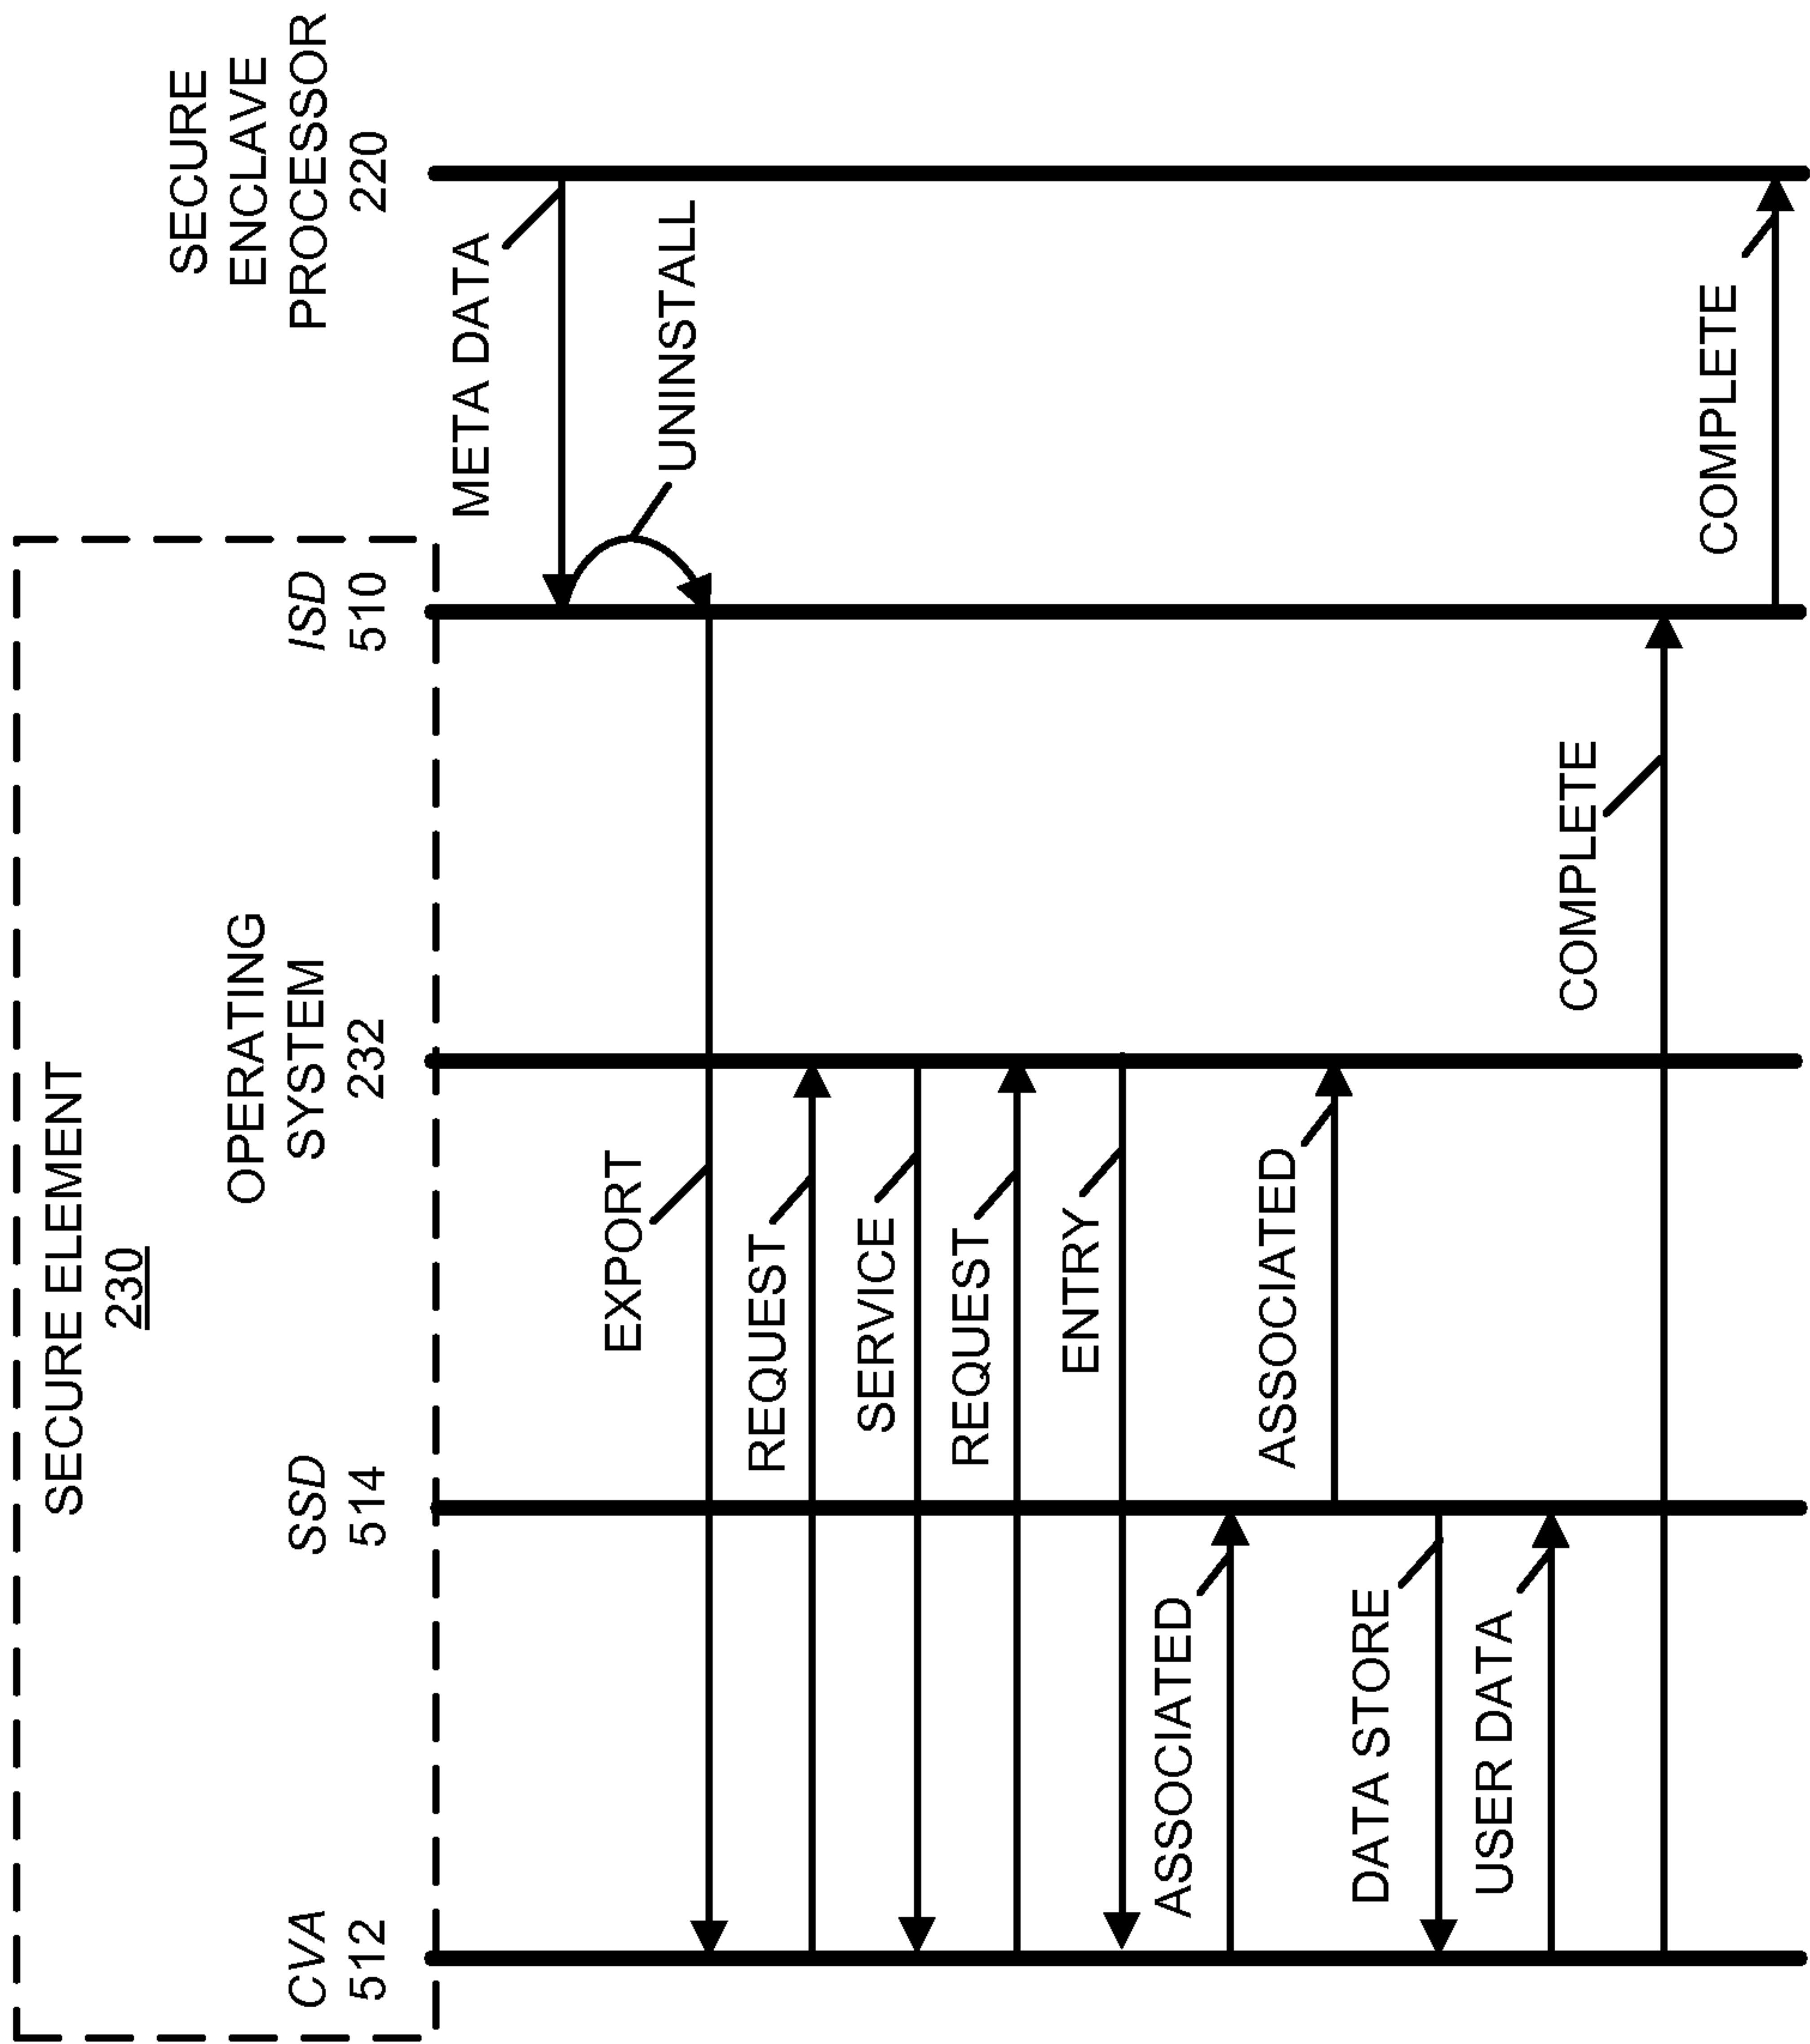 SECURE ELEMENT
230
CVA
512
SSD
514
OPERATING
SYSTEM
232
ISD
510
SECURE
ENCLAVE
PROCESSOR
220
META DATA
UNINSTALL
EXPORT
REQUEST
SERVICE
REQUEST
ENTRY
ASSOCIATED
ASSOCIATED
DATA STORE
USER DATA
COMPLETE
COMPLETE